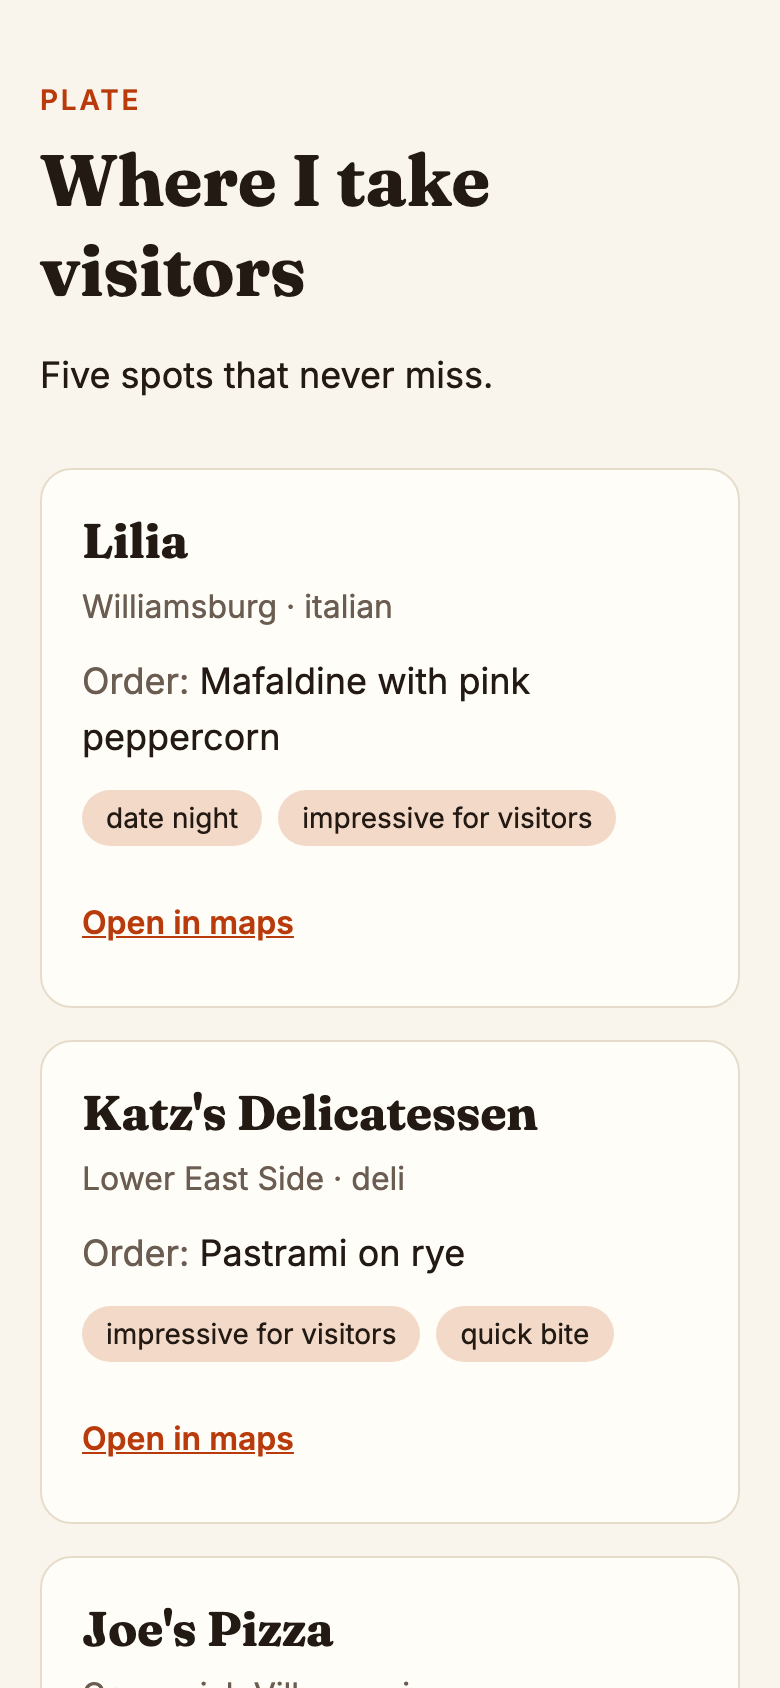 PLATE
Where I take
visitors
Five spots that never miss.
Lilia
Williamsburg · italian
Order: Mafaldine with pink
peppercorn
date night
impressive for visitors
Open in maps
Katz's Delicatessen
Lower East Side · deli
Order: Pastrami on rye
impressive for visitors
quick bite
Open in maps
Joe's Pizza